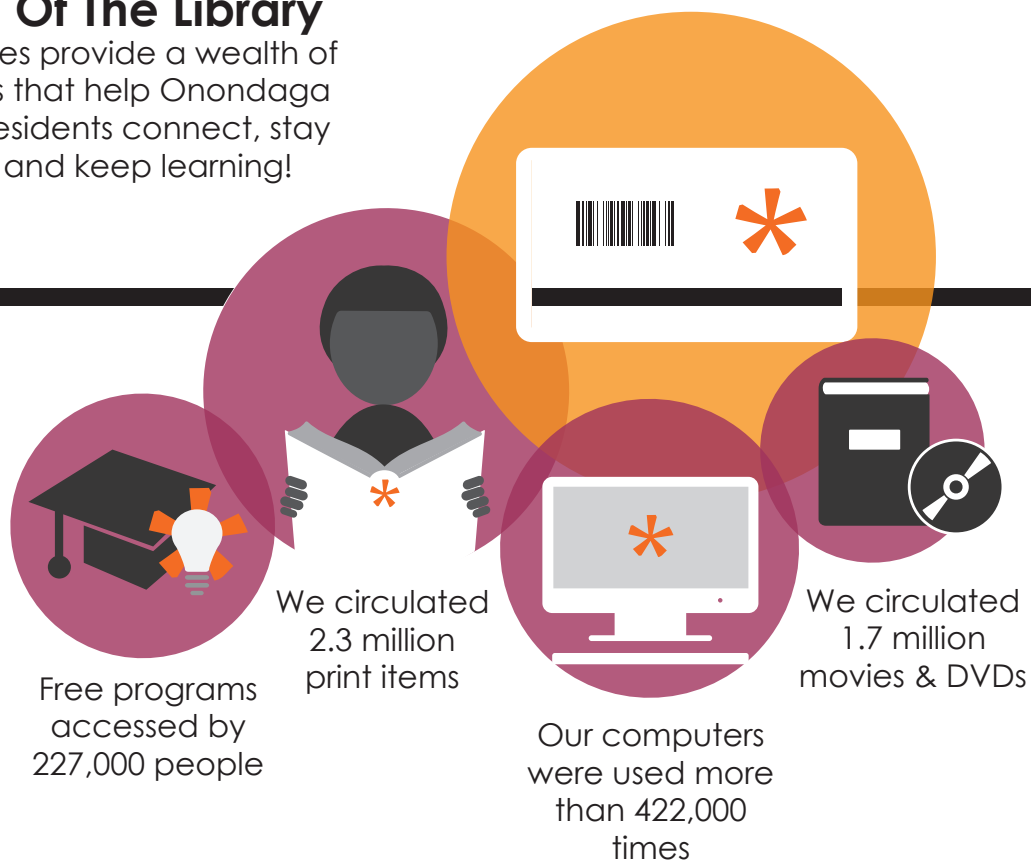 Of The Library
es provide a wealth of
s that help Onondaga
esidents connect, stay
and keep learning!
We circulated
2.3 million
print items
We circulated
1.7 million
movies & DVDs
Free programs
accessed by
227,000 people
Our computers
were used more
than 422,000
times